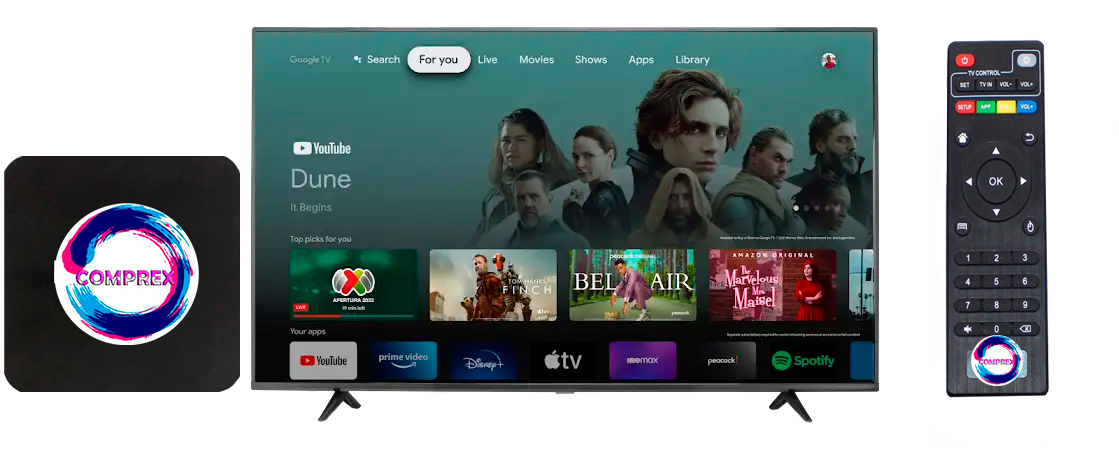 COMPREX
Google TV Search For you Live Movies Shows Apps Library
YouTube
Dune
It Begins
Top picks for you
APERTURA 2022
LIVE
19 min left
TOM HANKS
FINCH
tv+
peacock ORIGINAL
BEL AIR
peacock
AMAZON ORIGINAL
The
Marvelous
Mrs.
Maisel
Your apps
YouTube
prime video
Disney+
tv
HBOmax
peacock
Spotify
TV CONTROL
SET TV IN VOL- VOL+
SETUP APP VOL+
OK
1 2 3
4 5 6
7 8 9
0
COMPREX